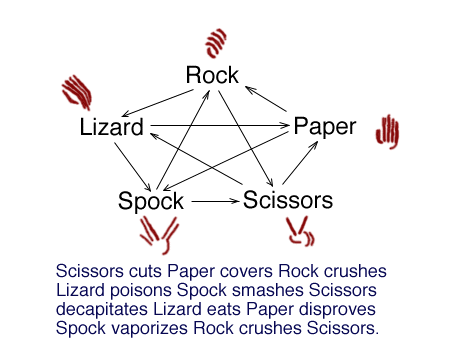 Rock
Lizard
Paper
Spock
Scissors
Scissors cuts Paper covers Rock crushes
Lizard poisons Spock smashes Scissors
decapitates Lizard eats Paper disproves
Spock vaporizes Rock crushes Scissors.